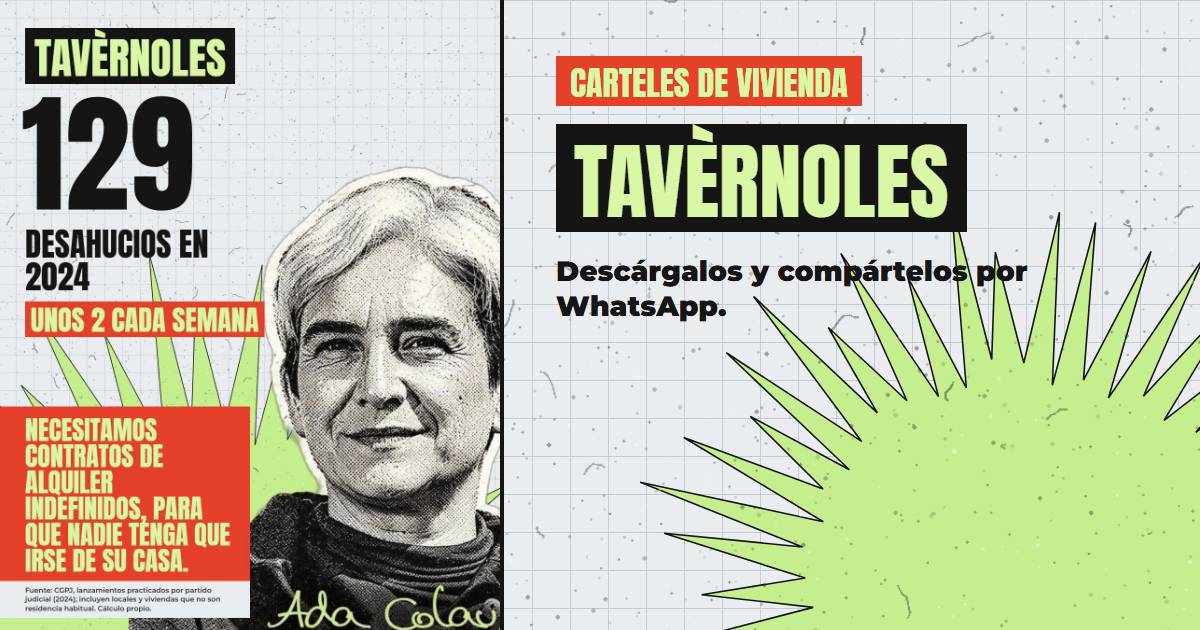 TAVÈRNOLES
129
DESAHUCIOS EN
2024
UNOS 2 CADA SEMANA
NECESITAMOS
CONTRATOS DE
ALQUILER
INDEFINIDOS, PARA
QUE NADIE TENGA QUE
IRSE DE SU CASA.
Fuente: CGPJ, lanzamientos practicados por partido
judicial (2024); incluyen locales y viviendas que no son
residencia habitual. Cálculo propio.
Ada Colau
CARTELES DE VIVIENDA
TAVÈRNOLES
Descárgalos y compártelos por
WhatsApp.